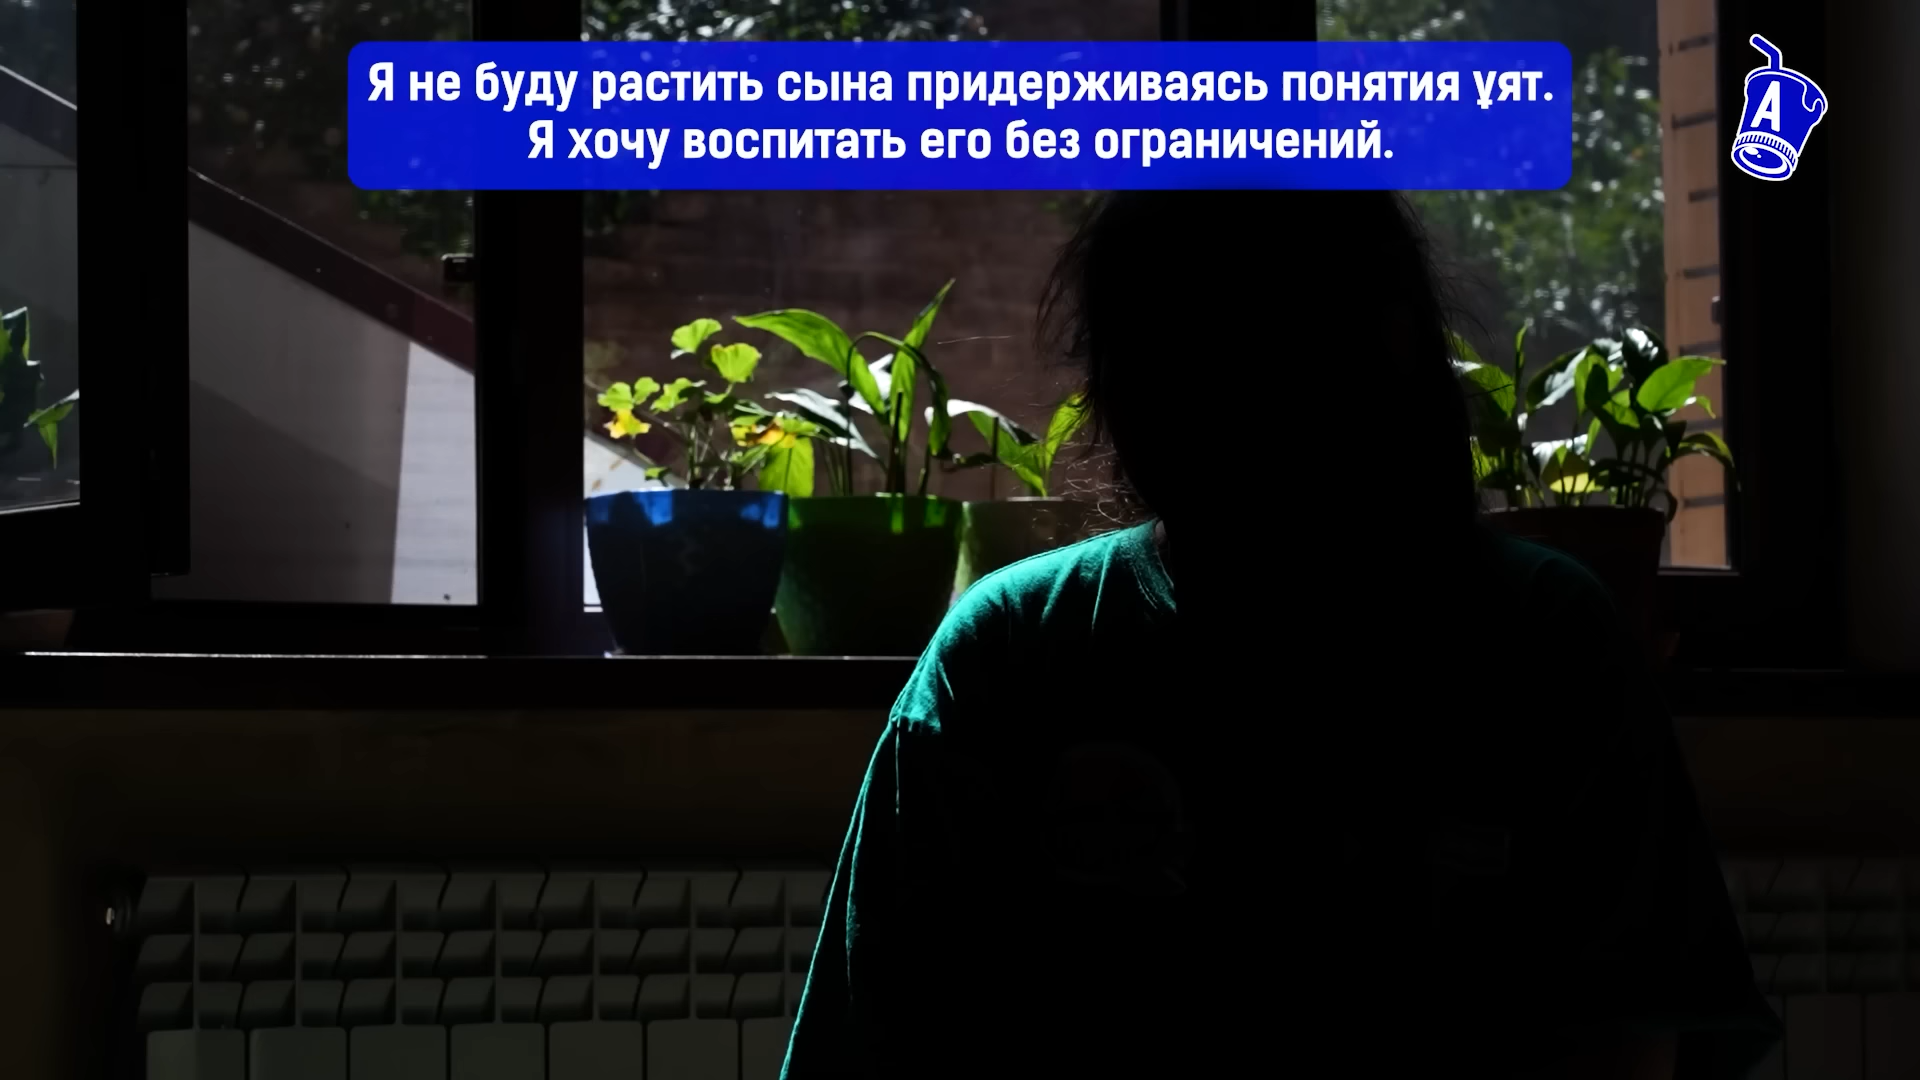 Я не буду растить сына придерживаясь понятия ұят.
Я хочу воспитать его без ограничений.
A